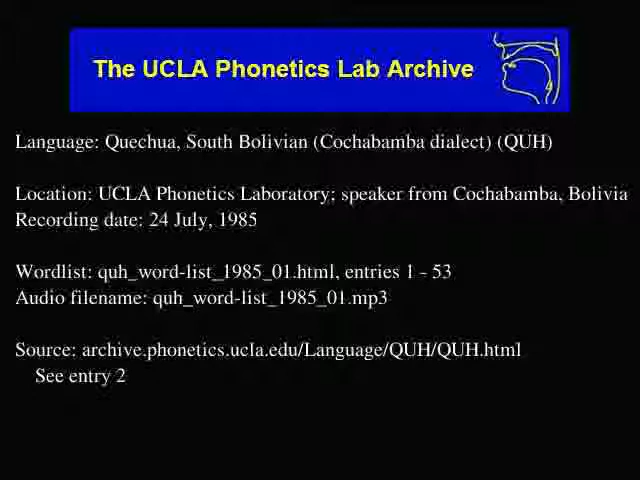 The UCLA Phonetics Lab Archive
Language: Quechua, South Bolivian (Cochabamba dialect) (QUH)
Location: UCLA Phonetics Laboratory; speaker from Cochabamba, Bolivia
Recording date: 24 July, 1985
Wordlist: quh_word-list_1985_01.html, entries 1 - 53
Audio filename: quh_word-list_1985_01.mp3
Source: archive.phonetics.ucla.edu/Language/QUH/QUH.html
See entry 2